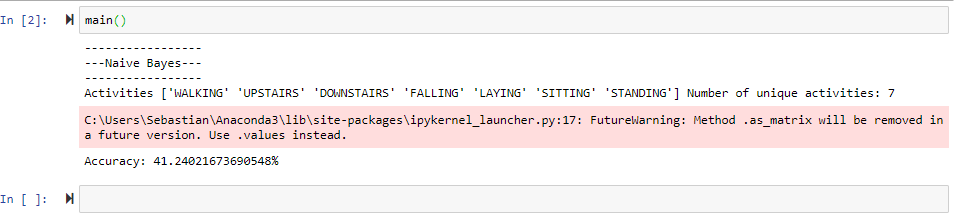 In [2]:
main()
-----------------
---Naive Bayes---
-----------------
Activities ['WALKING' 'UPSTAIRS' 'DOWNSTAIRS' 'FALLING' 'LAYING' 'SITTING' 'STANDING'] Number of unique activities: 7
C:\Users\Sebastian\Anaconda3\lib\site-packages\ipykernel_launcher.py:17: FutureWarning: Method .as_matrix will be removed in
a future version. Use .values instead.
Accuracy: 41.24021673690548%
In [ ]: